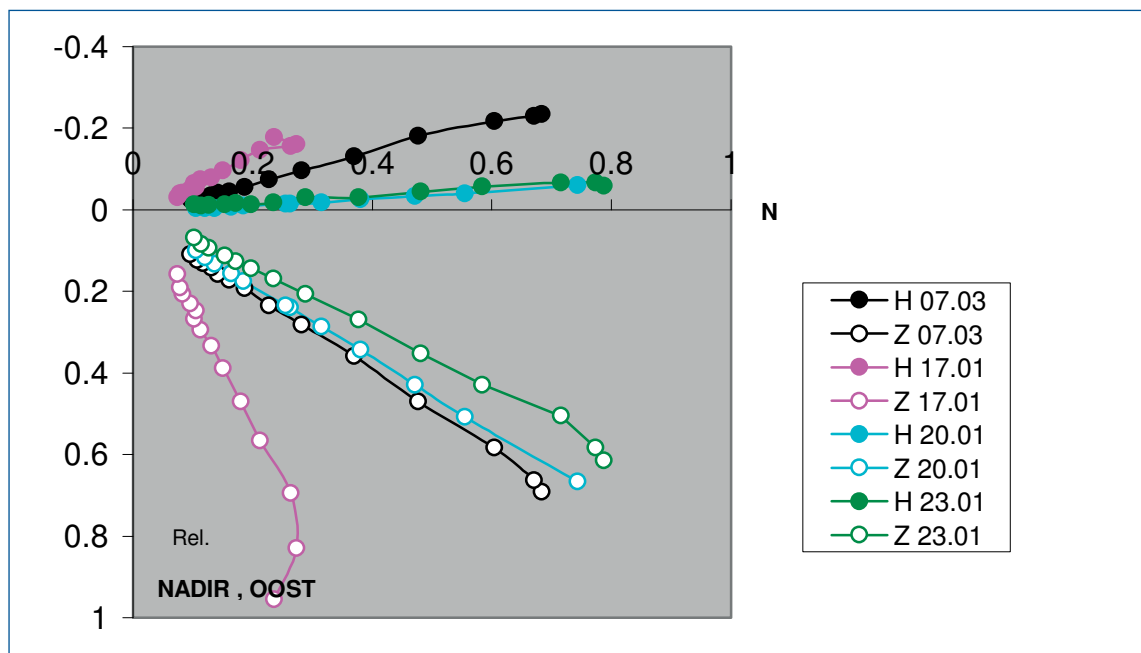 -0.4
-0.2
0 0.2 0.4 0.6 0.8 1
0
N
0.2
0.4
0.6
0.8
1
Rel.
NADIR , OOST
H 07.03
Z 07.03
H 17.01
Z 17.01
H 20.01
Z 20.01
H 23.01
Z 23.01